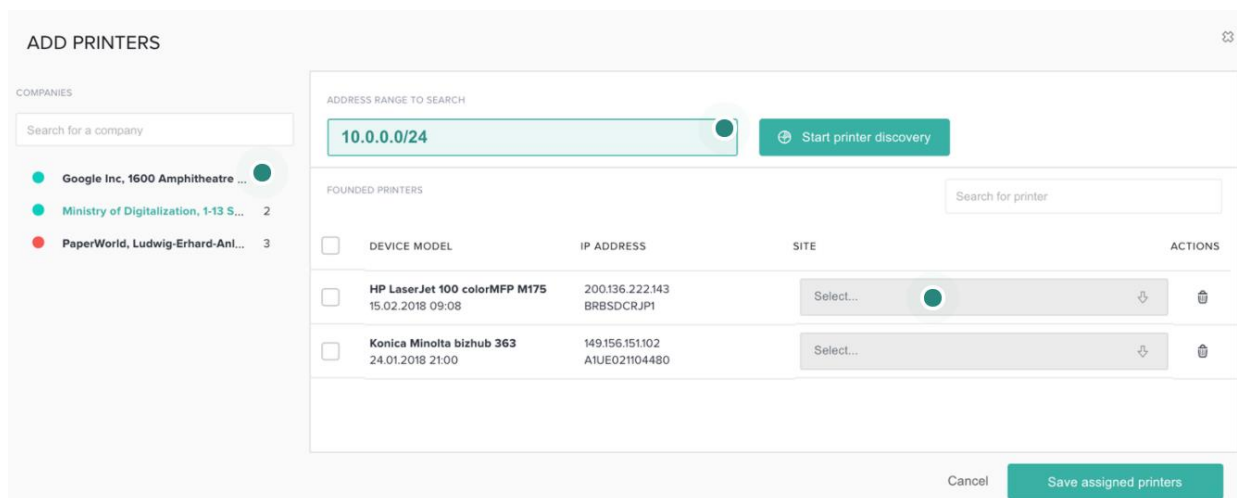 ADD PRINTERS
COMPANIES
Search for a company
Google Inc, 1600 Amphitheatre ...
Ministry of Digitalization, 1-13 S... 2
PaperWorld, Ludwig-Erhard-Anl... 3
ADDRESS RANGE TO SEARCH
10.0.0.0/24
Start printer discovery
FOUNDED PRINTERS
Search for printer
DEVICE MODEL IP ADDRESS SITE ACTIONS
HP LaserJet 100 colorMFP M175 200.136.222.143 Select...
15.02.2018 09:08 BRBSDCRJP1
Konica Minolta bizhub 363 149.156.151.102 Select...
24.01.2018 21:00 A1UE021104480
Cancel Save assigned printers